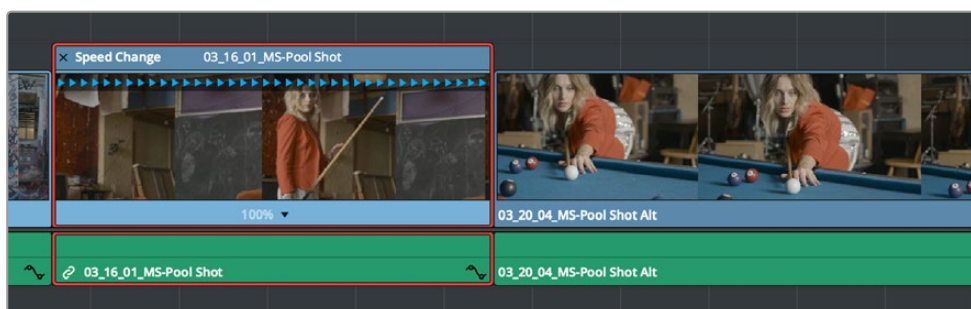 Speed Change 03_16_01_MS-Pool Shot
100%
03_20_04_MS-Pool Shot Alt
03_16_01_MS-Pool Shot
03_20_04_MS-Pool Shot Alt